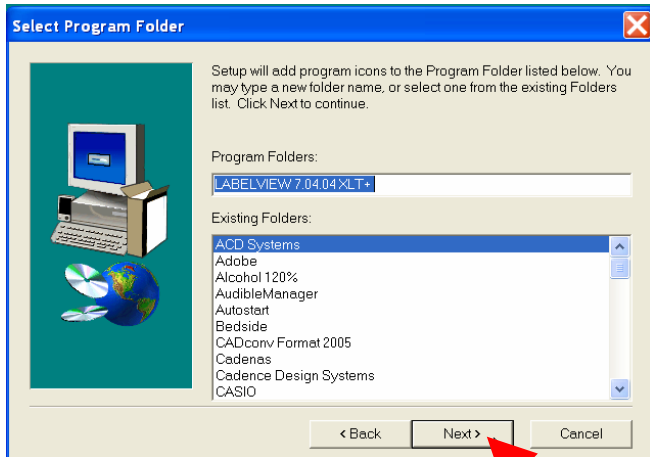 Select Program Folder
Setup will add program icons to the Program Folder listed below. You
may type a new folder name, or select one from the existing Folders
list. Click Next to continue.
Program Folders:
LABELVIEW 7.04.04 XLT+
Existing Folders:
ACD Systems
Adobe
Alcohol 120%
AudibleManager
Autostart
Bedside
CADconv Format 2005
Cadenas
Cadence Design Systems
CASIO
< Back
Next >
Cancel